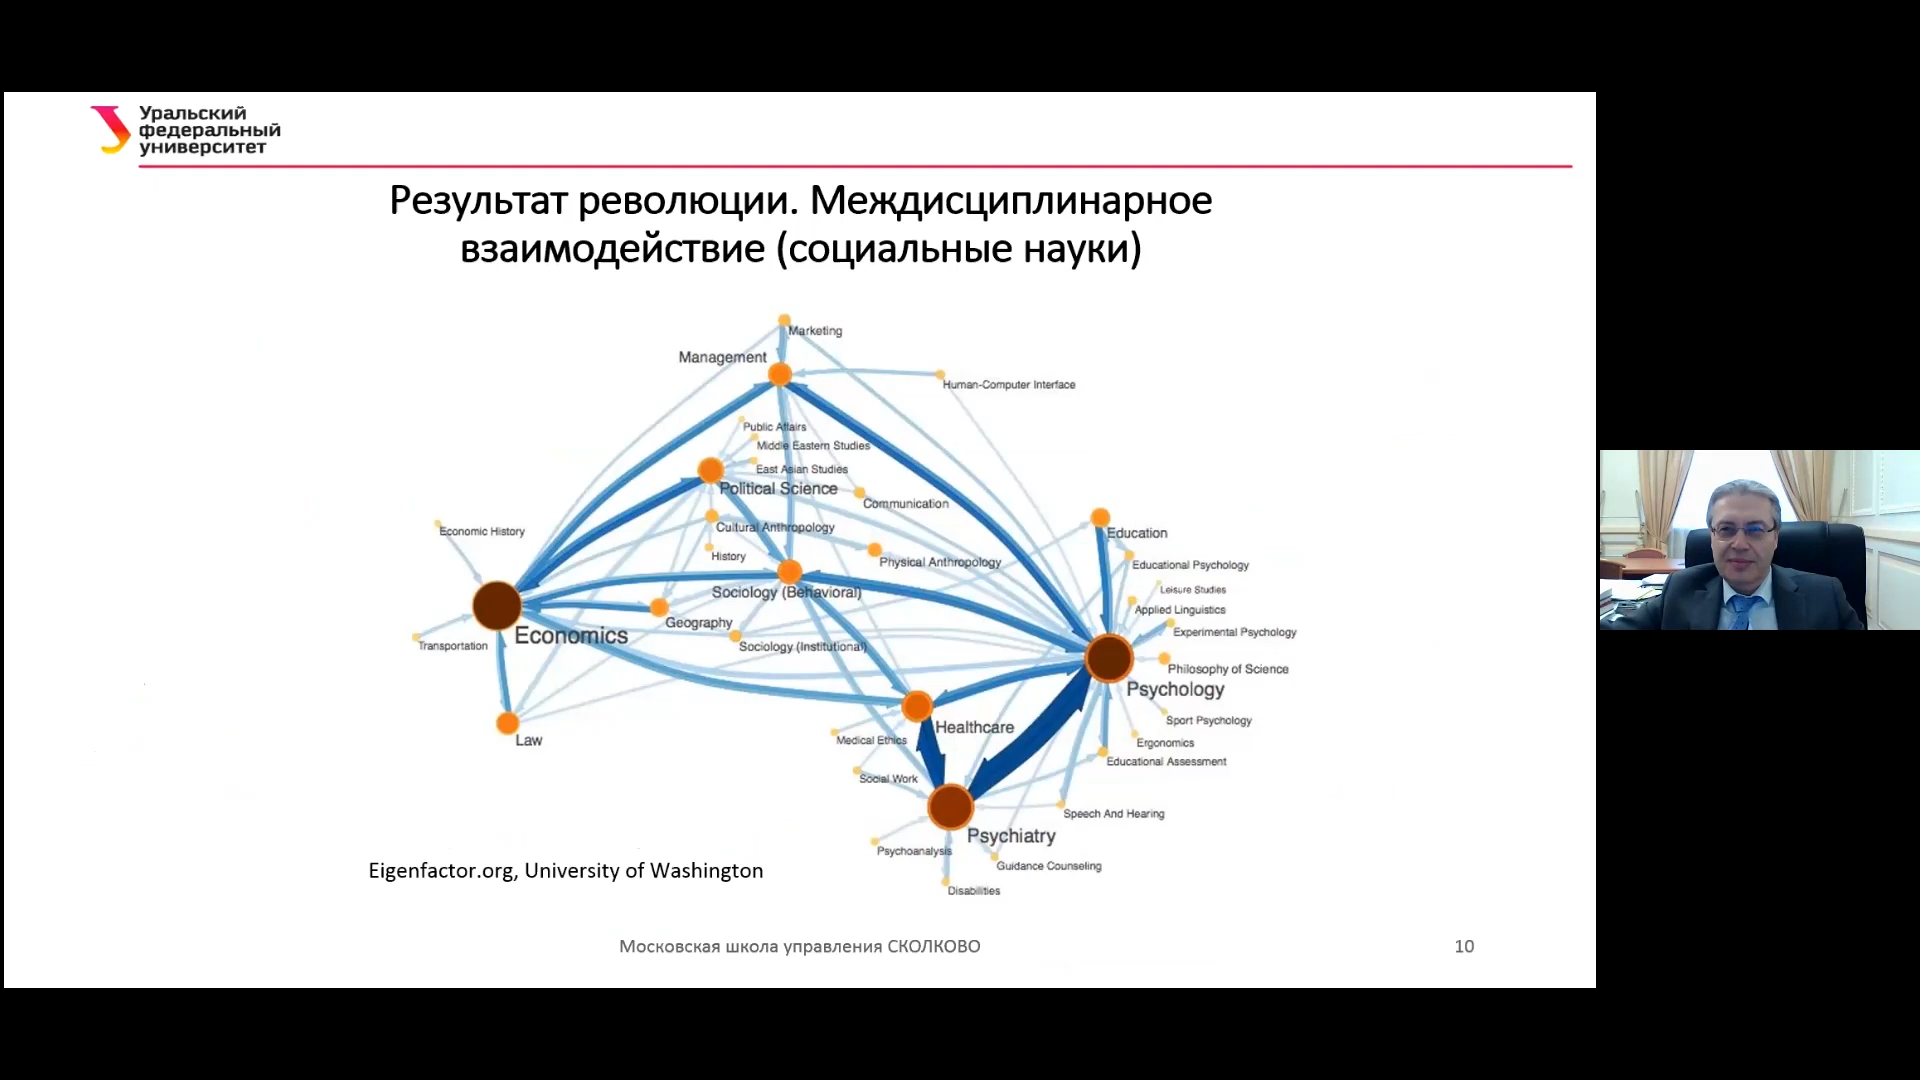 Уральский
федеральный
университет
Результат революции. Междисциплинарное
взаимодействие (социальные науки)
Marketing
Management
Human-Computer Interface
Public Affairs
Middle Eastern Studies
East Asian Studies
Political Science
Communication
Cultural Anthropology
Economic History
Education
History
Physical Anthropology
Educational Psychology
Leisure Studies
Sociology (Behavioral)
Applied Linguistics
Geography
Experimental Psychology
Economics
Transportation
Sociology (Institutional)
Philosophy of Science
Psychology
Sport Psychology
Healthcare
Law
Medical Ethics
Ergonomics
Educational Assessment
Social Work
Speech And Hearing
Psychiatry
Psychoanalysis
Guidance Counseling
Disabilities
Eigenfactor.org, University of Washington
Московская школа управления СКОЛКОВО
10